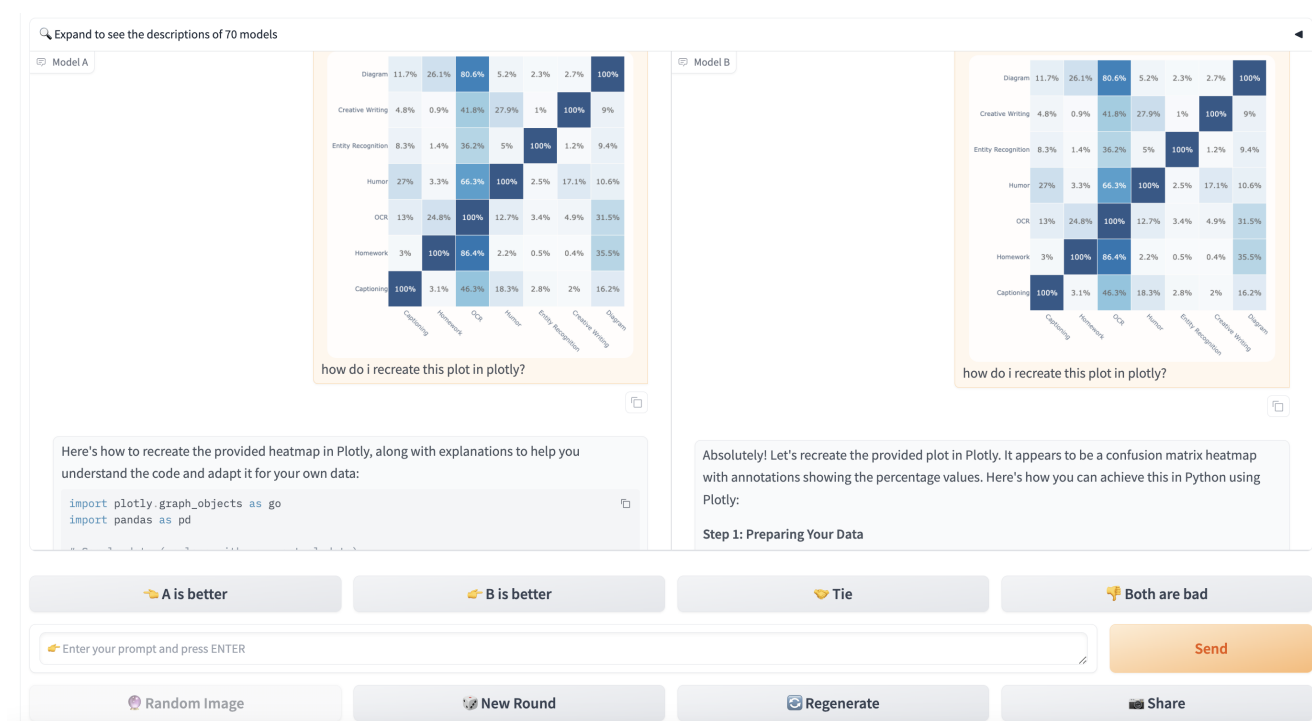 🔍 Expand to see the descriptions of 70 models
Model A
Diagram 11.7% 26.1% 80.6% 5.2% 2.3% 2.7% 100%
Creative Writing 4.8% 0.9% 41.8% 27.9% 1% 100% 9%
Entity Recognition 8.3% 1.4% 36.2% 5% 100% 1.2% 9.4%
Humor 27% 3.3% 66.3% 100% 2.5% 17.1% 10.6%
OCR 13% 24.8% 100% 12.7% 3.4% 4.9% 31.5%
Homework 3% 100% 86.4% 2.2% 0.5% 0.4% 35.5%
Captioning 100% 3.1% 46.3% 18.3% 2.8% 2% 16.2%
Captioning Homework OCR Humor Entity Recognition Creative Writing Diagram
how do i recreate this plot in plotly?
Here's how to recreate the provided heatmap in Plotly, along with explanations to help you
understand the code and adapt it for your own data:
import plotly.graph_objects as go
import pandas as pd
Model B
Diagram 11.7% 26.1% 80.6% 5.2% 2.3% 2.7% 100%
Creative Writing 4.8% 0.9% 41.8% 27.9% 1% 100% 9%
Entity Recognition 8.3% 1.4% 36.2% 5% 100% 1.2% 9.4%
Humor 27% 3.3% 66.3% 100% 2.5% 17.1% 10.6%
OCR 13% 24.8% 100% 12.7% 3.4% 4.9% 31.5%
Homework 3% 100% 86.4% 2.2% 0.5% 0.4% 35.5%
Captioning 100% 3.1% 46.3% 18.3% 2.8% 2% 16.2%
Captioning Homework OCR Humor Entity Recognition Creative Writing Diagram
how do i recreate this plot in plotly?
Absolutely! Let's recreate the provided plot in Plotly. It appears to be a confusion matrix heatmap
with annotations showing the percentage values. Here's how you can achieve this in Python using
Plotly:
Step 1: Preparing Your Data
👈 A is better
👉 B is better
🤝 Tie
👎 Both are bad
👉 Enter your prompt and press ENTER
Send
🔮 Random Image
🎲 New Round
🔄 Regenerate
📷 Share